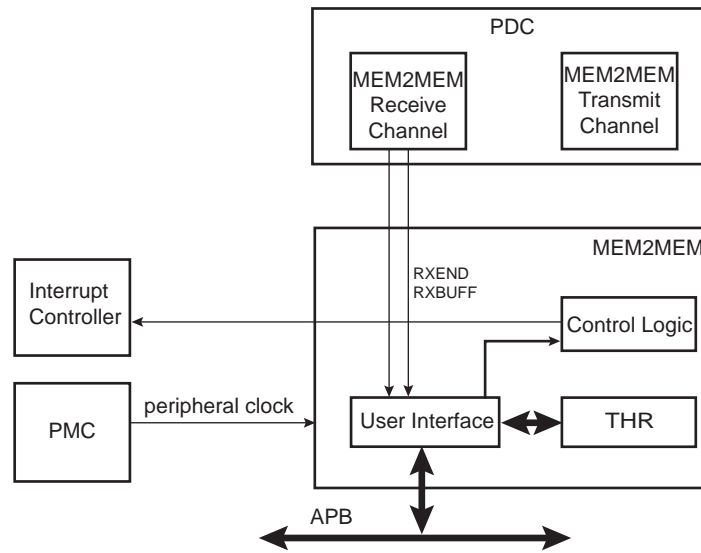 PDC
MEM2MEM
Receive
Channel
MEM2MEM
Transmit
Channel
MEM2MEM
RXEND
RXBUFF
Interrupt
Controller
Control Logic
PMC
peripheral clock
User Interface
THR
APB